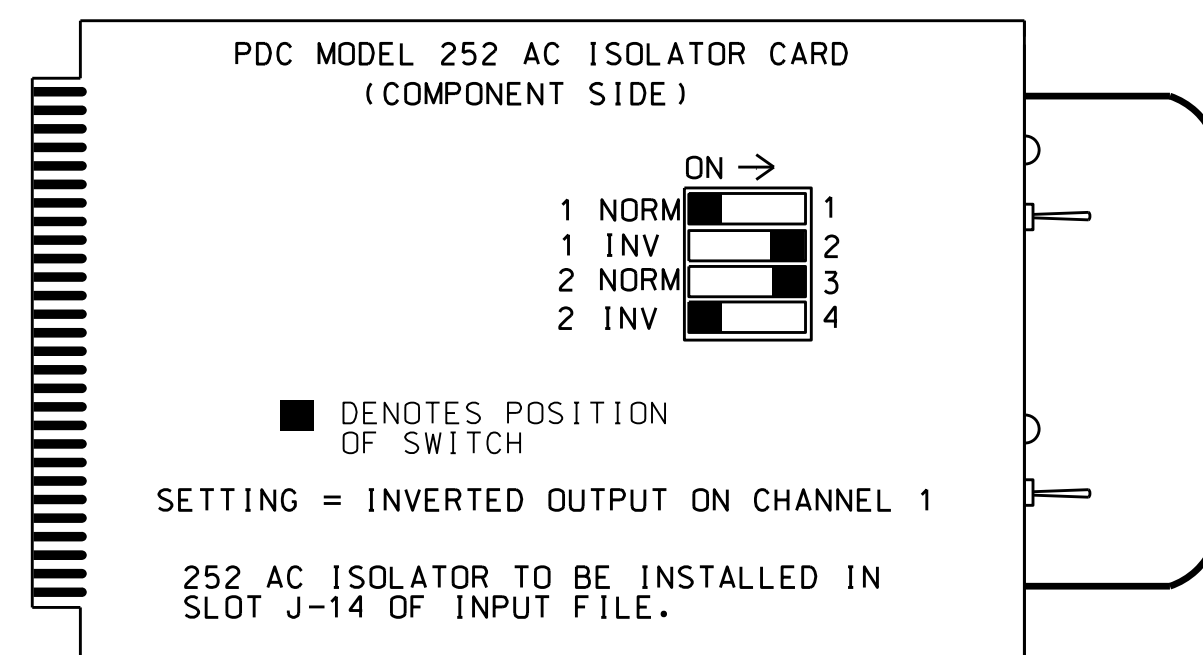 PDC MODEL 252 AC ISOLATOR CARD
(COMPONENT SIDE)
ON →
1 NORM 1
1 INV 2
2 NORM 3
2 INV 4
DENOTES POSITION
OF SWITCH
SETTING = INVERTED OUTPUT ON CHANNEL 1
252 AC ISOLATOR TO BE INSTALLED IN
SLOT J-14 OF INPUT FILE.